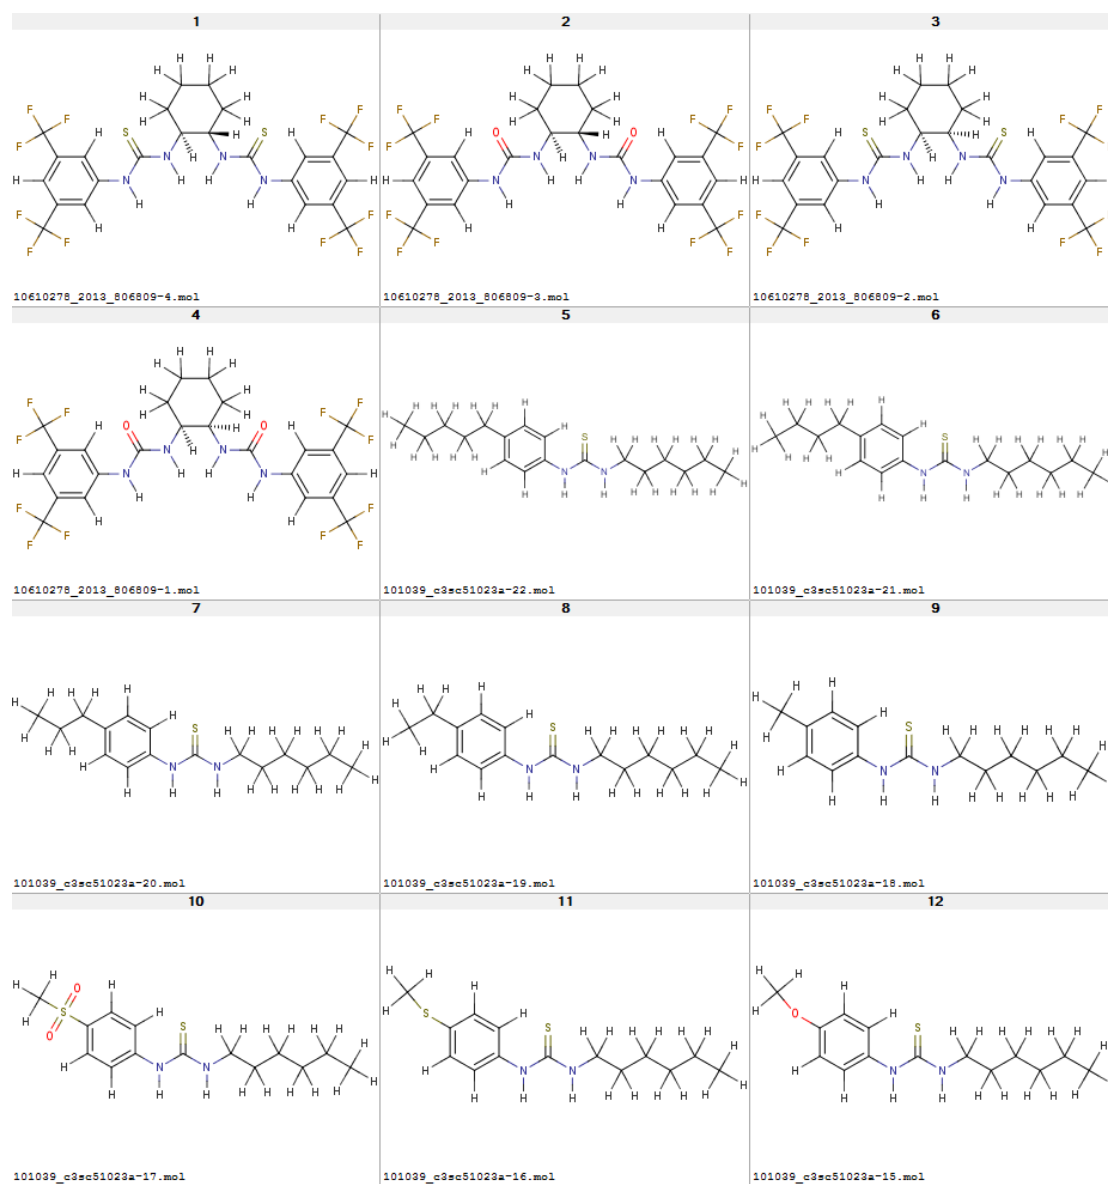 1 2 3
10610278_2013_806809-4.mol 10610278_2013_806809-3.mol 10610278_2013_806809-2.mol
4 5 6
10610278_2013_806809-1.mol 101039_c3sc51023a-22.mol 101039_c3sc51023a-21.mol
7 8 9
101039_c3sc51023a-20.mol 101039_c3sc51023a-19.mol 101039_c3sc51023a-18.mol
10 11 12
101039_c3sc51023a-17.mol 101039_c3sc51023a-16.mol 101039_c3sc51023a-15.mol